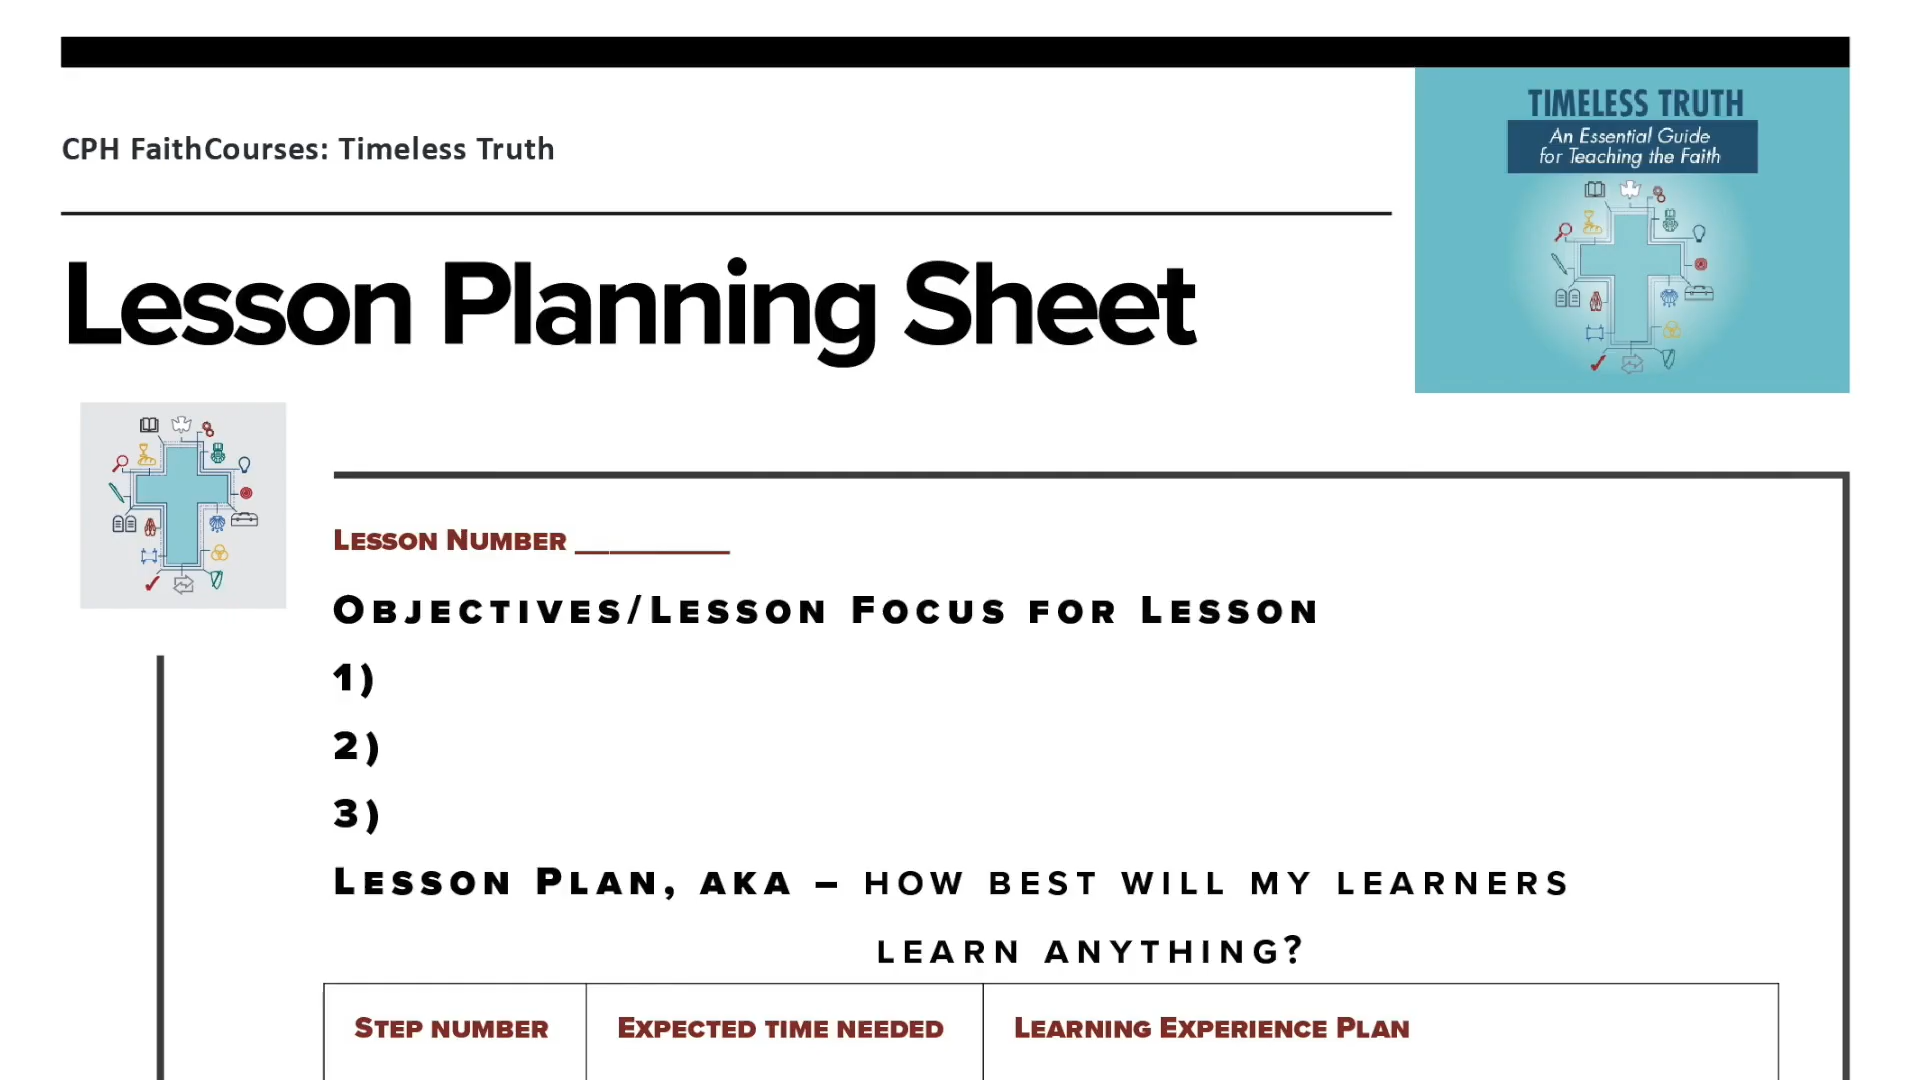 CPH FaithCourses: Timeless Truth
TIMELESS TRUTH
An Essential Guide
for Teaching the Faith
Lesson Planning Sheet
LESSON NUMBER ___________
OBJECTIVES/LESSON FOCUS FOR LESSON
1)
2)
3)
LESSON PLAN, AKA – HOW BEST WILL MY LEARNERS
LEARN ANYTHING?
STEP NUMBER
EXPECTED TIME NEEDED
LEARNING EXPERIENCE PLAN